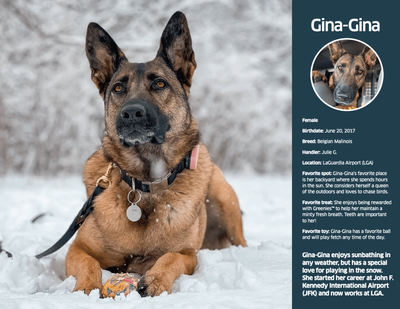 Gina-Gina
Female
Birthdate: June 20, 2017
Breed: Belgian Malinois
Handler: Julie G.
Location: LaGuardia Airport (LGA)
Favorite spot: Gina-Gina's favorite place
is her backyard where she spends hours
in the sun. She considers herself a queen
of the outdoors and loves to chase birds.
Favorite treat: She enjoys being rewarded
with Greenies™ to help her maintain a
minty fresh breath. Teeth are important
to her!
Favorite toy: Gina-Gina has a favorite ball
and will play fetch any time of the day.
Gina-Gina enjoys sunbathing in
any weather, but has a special
love for playing in the snow.
She started her career at John F.
Kennedy International Airport
(JFK) and now works at LGA.